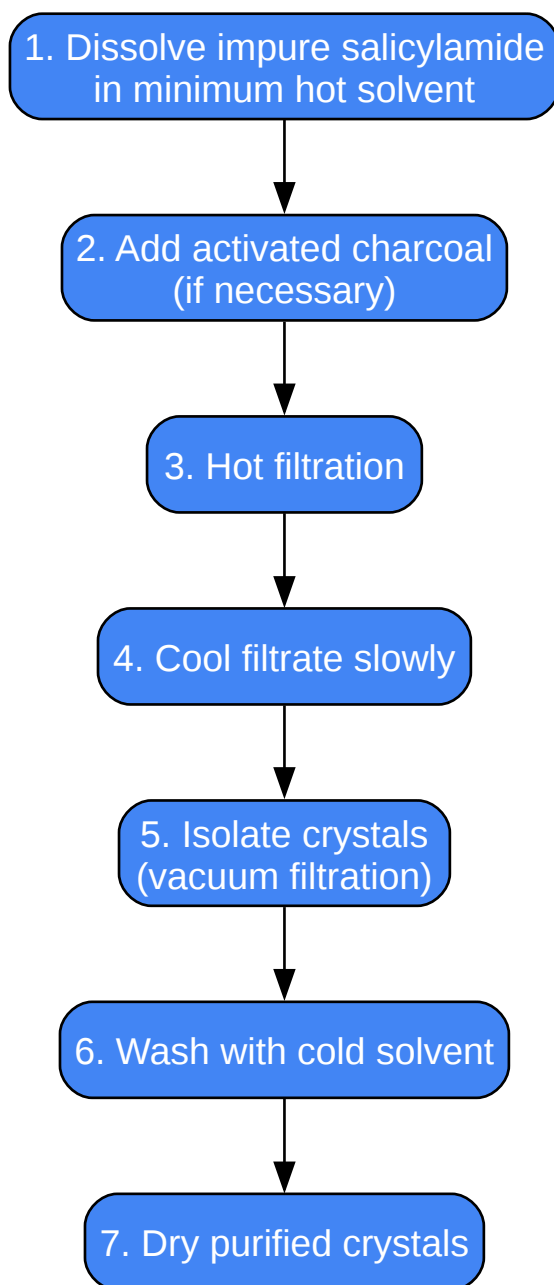 1. Dissolve impure salicylamide
in minimum hot solvent
2. Add activated charcoal
(if necessary)
3. Hot filtration
4. Cool filtrate slowly
5. Isolate crystals
(vacuum filtration)
6. Wash with cold solvent
7. Dry purified crystals